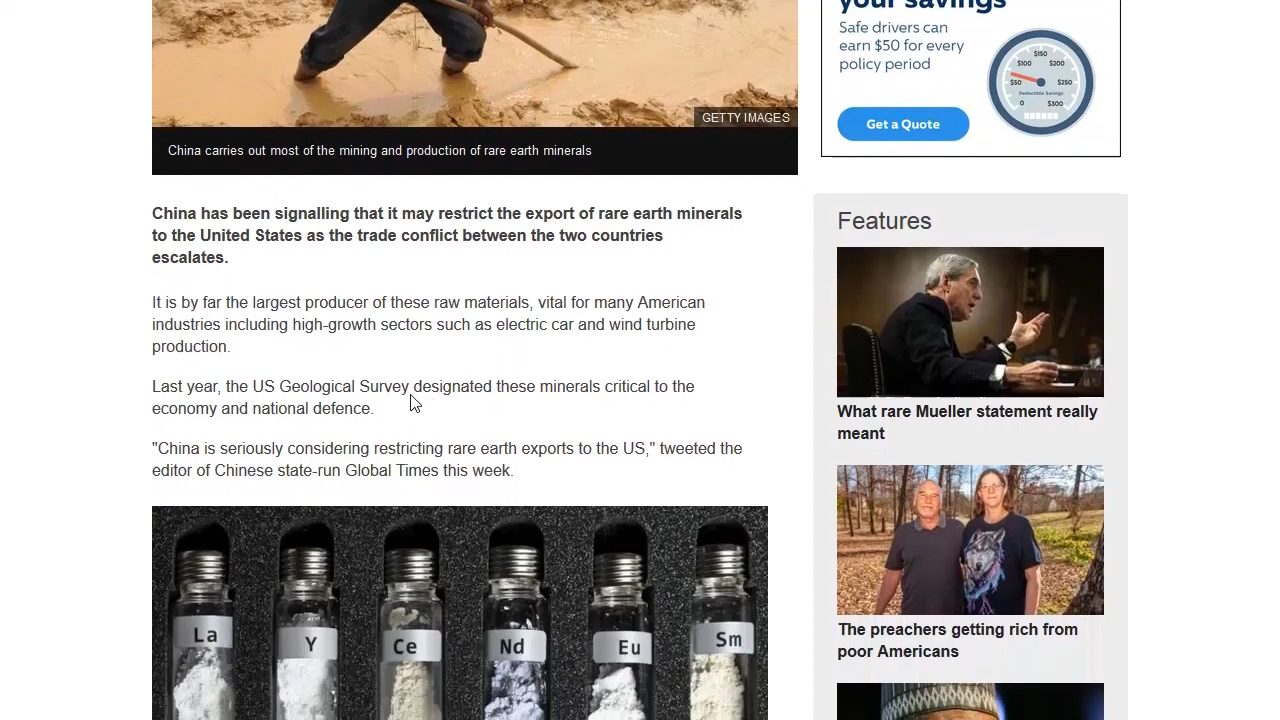 your savings
Safe drivers can
earn $50 for every
policy period
$150
$100
$200
$50
$250
Deductible Savings
0
$300
Get a Quote
GETTY IMAGES
China carries out most of the mining and production of rare earth minerals
China has been signalling that it may restrict the export of rare earth minerals
to the United States as the trade conflict between the two countries
escalates.
It is by far the largest producer of these raw materials, vital for many American
industries including high-growth sectors such as electric car and wind turbine
production.
Last year, the US Geological Survey designated these minerals critical to the
economy and national defence.
"China is seriously considering restricting rare earth exports to the US," tweeted the
editor of Chinese state-run Global Times this week.
La
Y
Ce
Nd
Eu
Sm
Features
What rare Mueller statement really
meant
The preachers getting rich from
poor Americans